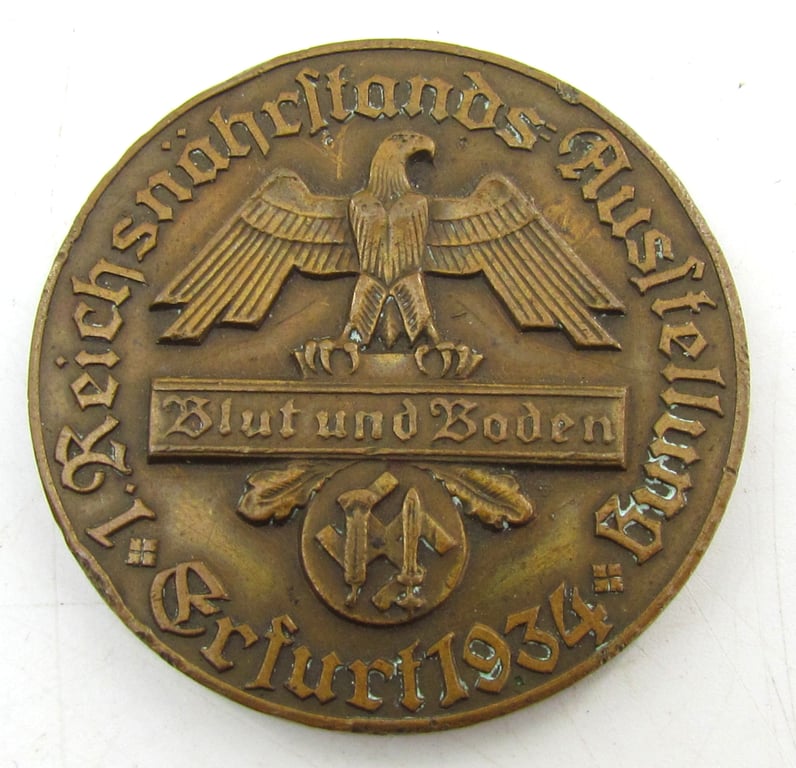 1. Reichsnährstands-Ausstellung
Blut und Boden
Erfurt 1934